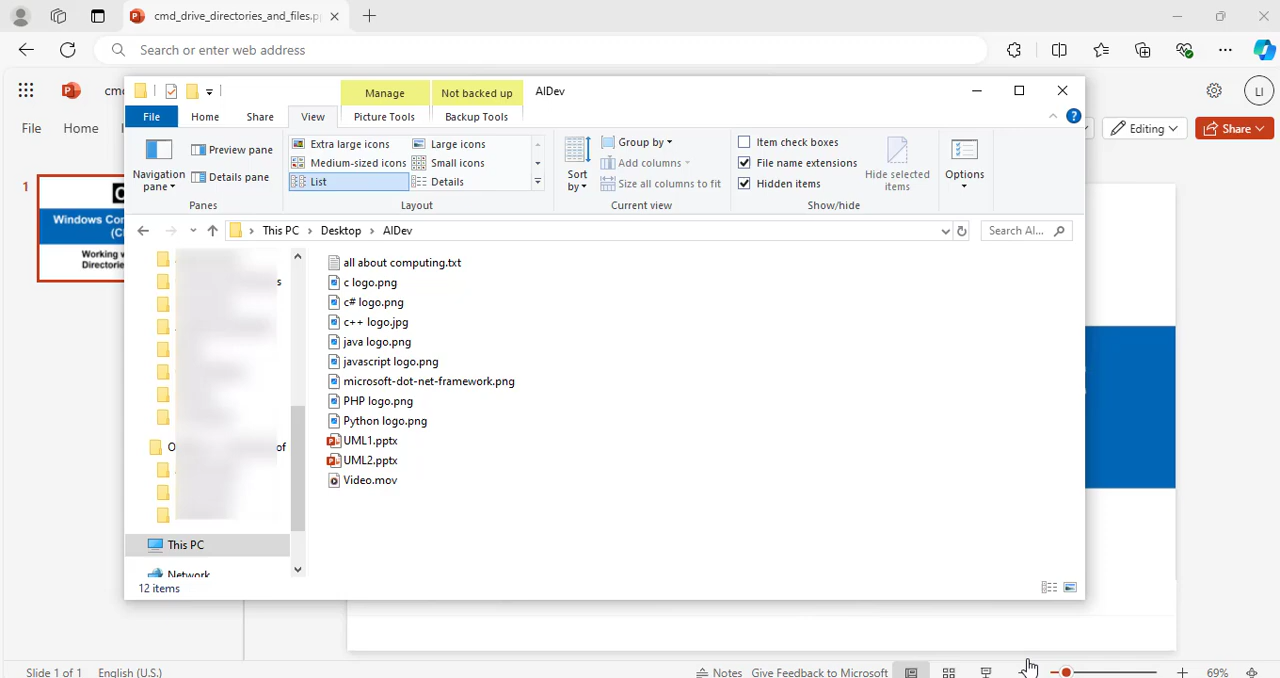 cmd_drive_directories_and_files.p
Search or enter web address
File
Home
Editing
Share
LI
Manage
Not backed up
AIDev
File
Home
Share
View
Picture Tools
Backup Tools
Navigation
pane
Preview pane
Details pane
Panes
Extra large icons
Large icons
Medium-sized icons
Small icons
List
Details
Layout
Sort
by
Group by
Add columns
Size all columns to fit
Current view
Item check boxes
File name extensions
Hidden items
Hide selected
items
Show/hide
Options
This PC > Desktop > AIDev
Search AI...
all about computing.txt
c logo.png
c# logo.png
c++ logo.jpg
java logo.png
javascript logo.png
microsoft-dot-net-framework.png
PHP logo.png
Python logo.png
UML1.pptx
UML2.pptx
Video.mov
This PC
Network
12 items
1
Windows Co
(C
Working
Directorie
Slide 1 of 1
English (U.S.)
Notes
Give Feedback to Microsoft
69%